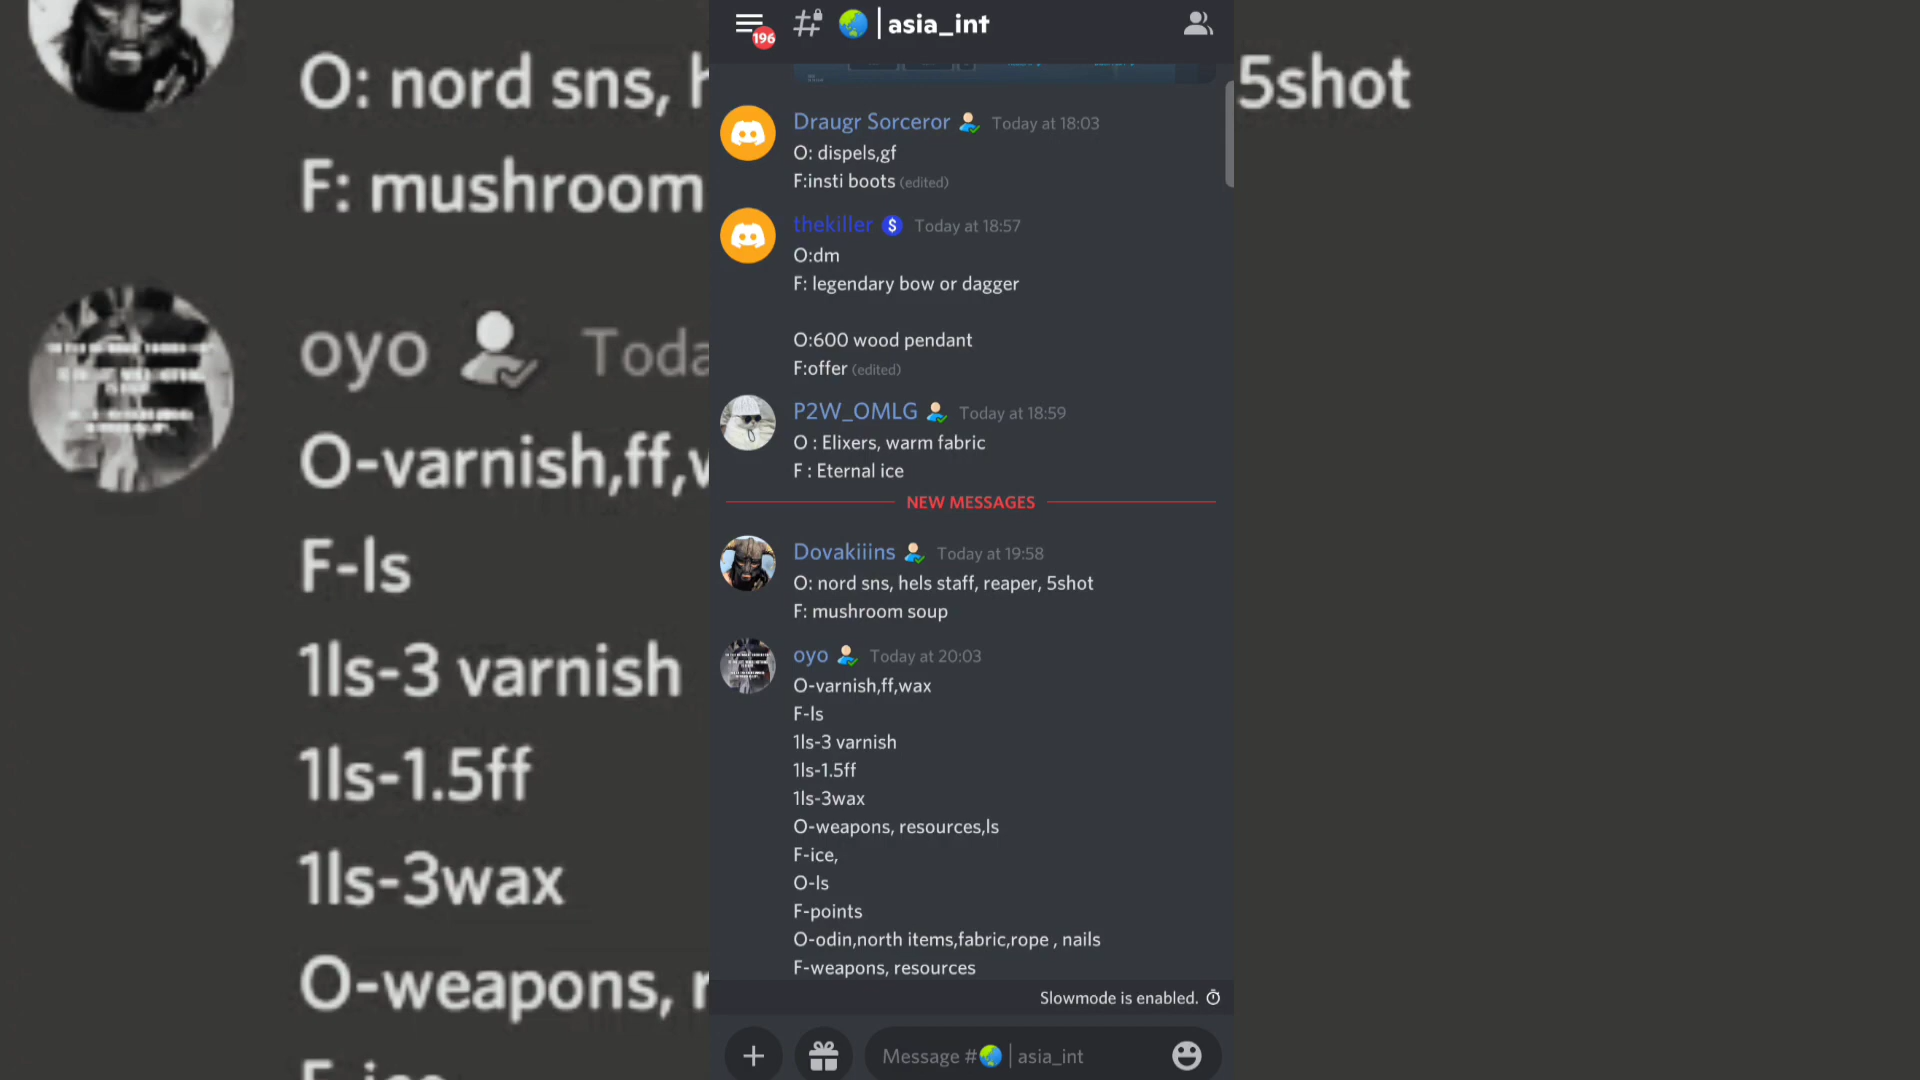 196
asia_int
Draugr Sorceror Today at 18:03
O: dispels,gf
F:insti boots (edited)
thekiller $ Today at 18:57
O:dm
F: legendary bow or dagger
O:600 wood pendant
F:offer (edited)
P2W_OMLG Today at 18:59
O : Elixers, warm fabric
F : Eternal ice
NEW MESSAGES
Dovakiiins Today at 19:58
O: nord sns, hels staff, reaper, 5shot
F: mushroom soup
oyo Today at 20:03
O-varnish,ff,wax
F-ls
1ls-3 varnish
1ls-1.5ff
1ls-3wax
O-weapons, resources,ls
F-ice,
O-ls
F-points
O-odin,north items,fabric,rope , nails
F-weapons, resources
Slowmode is enabled.
Message # | asia_int
O: nord sns, h
5shot
F: mushroom
oyo Toda
O-varnish,ff,w
F-ls
1ls-3 varnish
1ls-1.5ff
1ls-3wax
O-weapons, r
F-ice